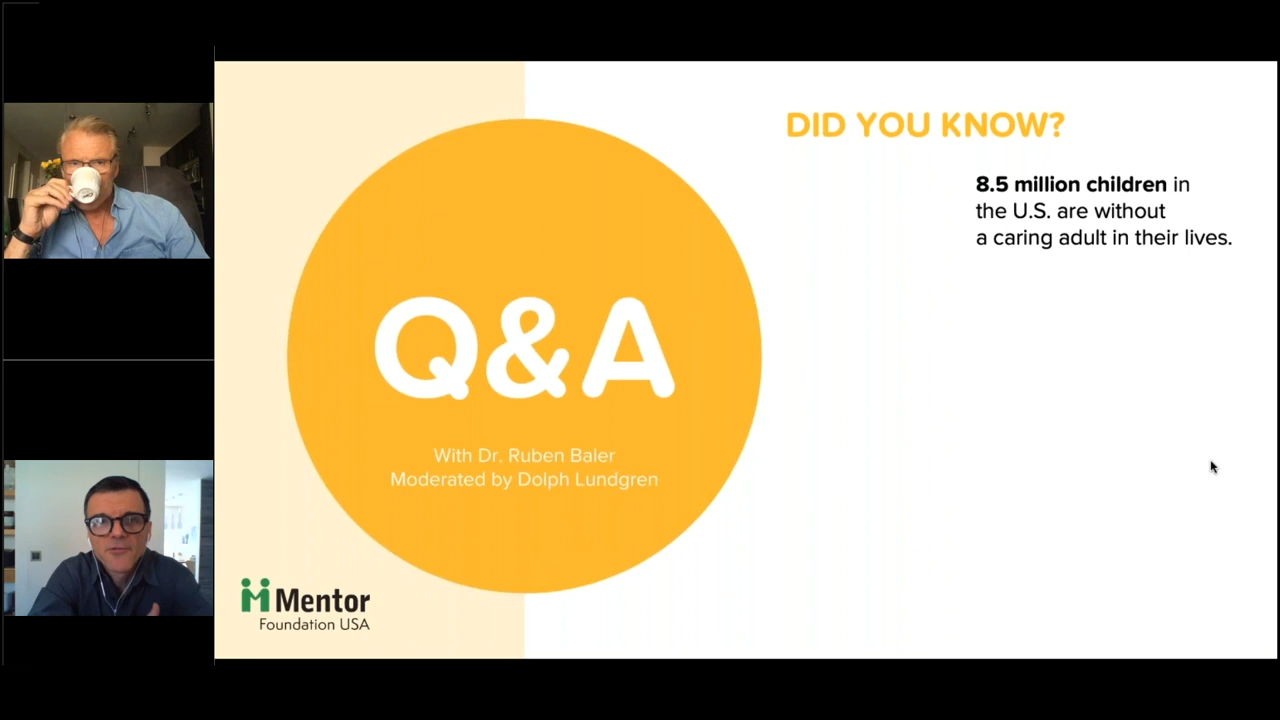 DID YOU KNOW?
8.5 million children in
the U.S. are without
a caring adult in their lives.
Q&A
With Dr. Ruben Baler
Moderated by Dolph Lundgren
Mentor
Foundation USA